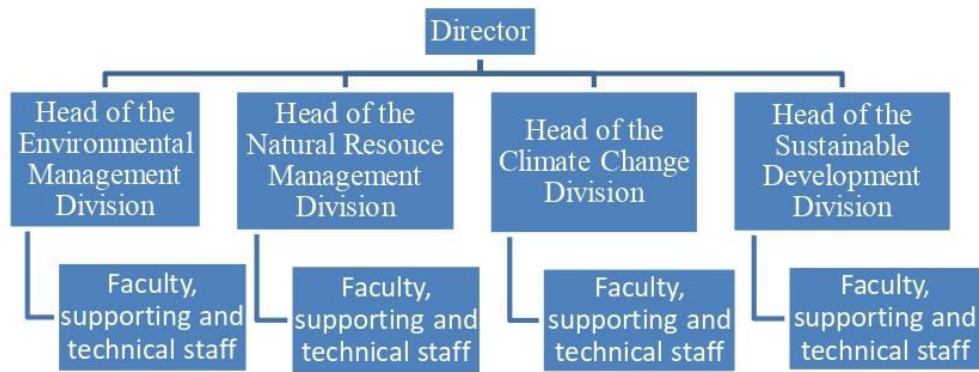 Director
Head of the
Environmental
Management
Division
Head of the
Natural Resouce
Management
Division
Head of the
Climate Change
Division
Head of the
Sustainable
Development
Division
Faculty,
supporting and
technical staff
Faculty,
supporting and
technical staff
Faculty,
supporting and
technical staff
Faculty,
supporting and
technical staff